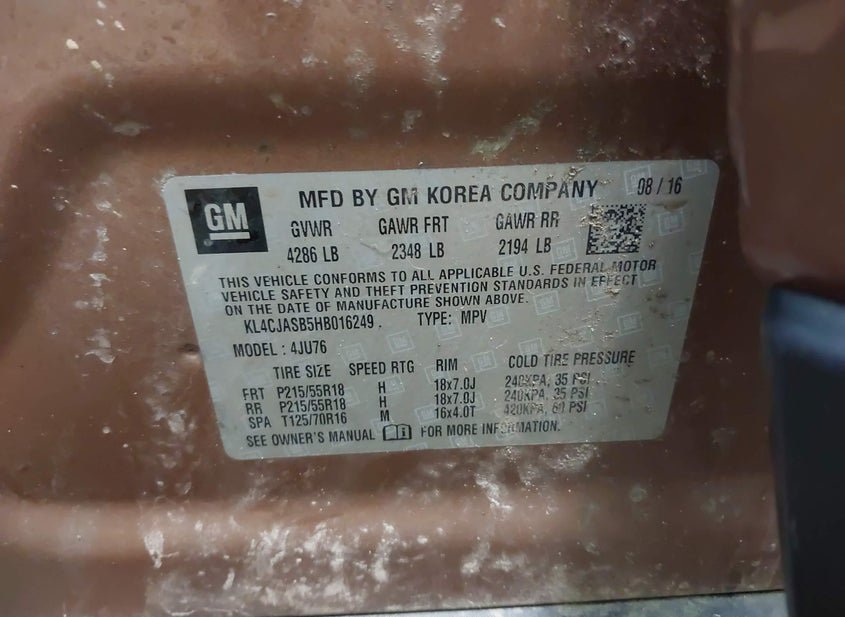 GM
MFD BY GM KOREA COMPANY 08 / 16
GVWR GAWR FRT GAWR RR
4286 LB 2348 LB 2194 LB
THIS VEHICLE CONFORMS TO ALL APPLICABLE U.S. FEDERAL MOTOR
VEHICLE SAFETY AND THEFT PREVENTION STANDARDS IN EFFECT
ON THE DATE OF MANUFACTURE SHOWN ABOVE.
KL4CJASB5HB016249 . TYPE: MPV
MODEL : 4JU76
TIRE SIZE SPEED RTG RIM COLD TIRE PRESSURE
FRT P215/55R18 H 18x7.0J 240KPA, 35 PSI
RR P215/55R18 H 18x7.0J 240KPA, 35 PSI
SPA T125/70R16 M 16x4.0T 420KPA, 60 PSI
SEE OWNER'S MANUAL FOR MORE INFORMATION.